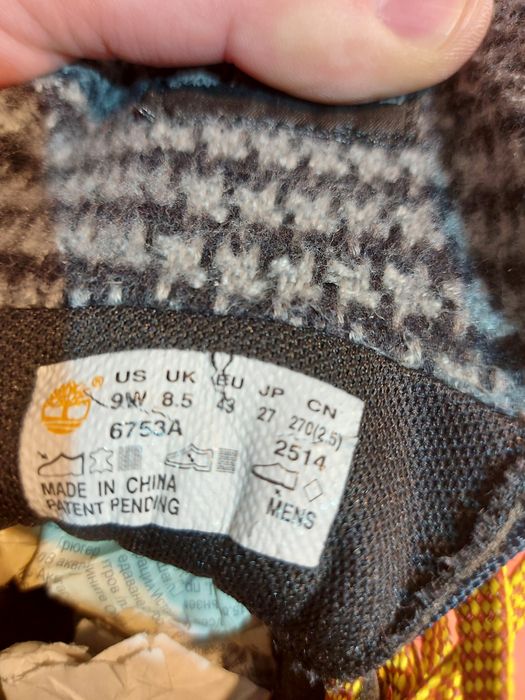 US UK EU JP CN
9W 8.5 43 27 270(2.5)
6753A
2514
MADE IN CHINA
PATENT PENDING
MENS